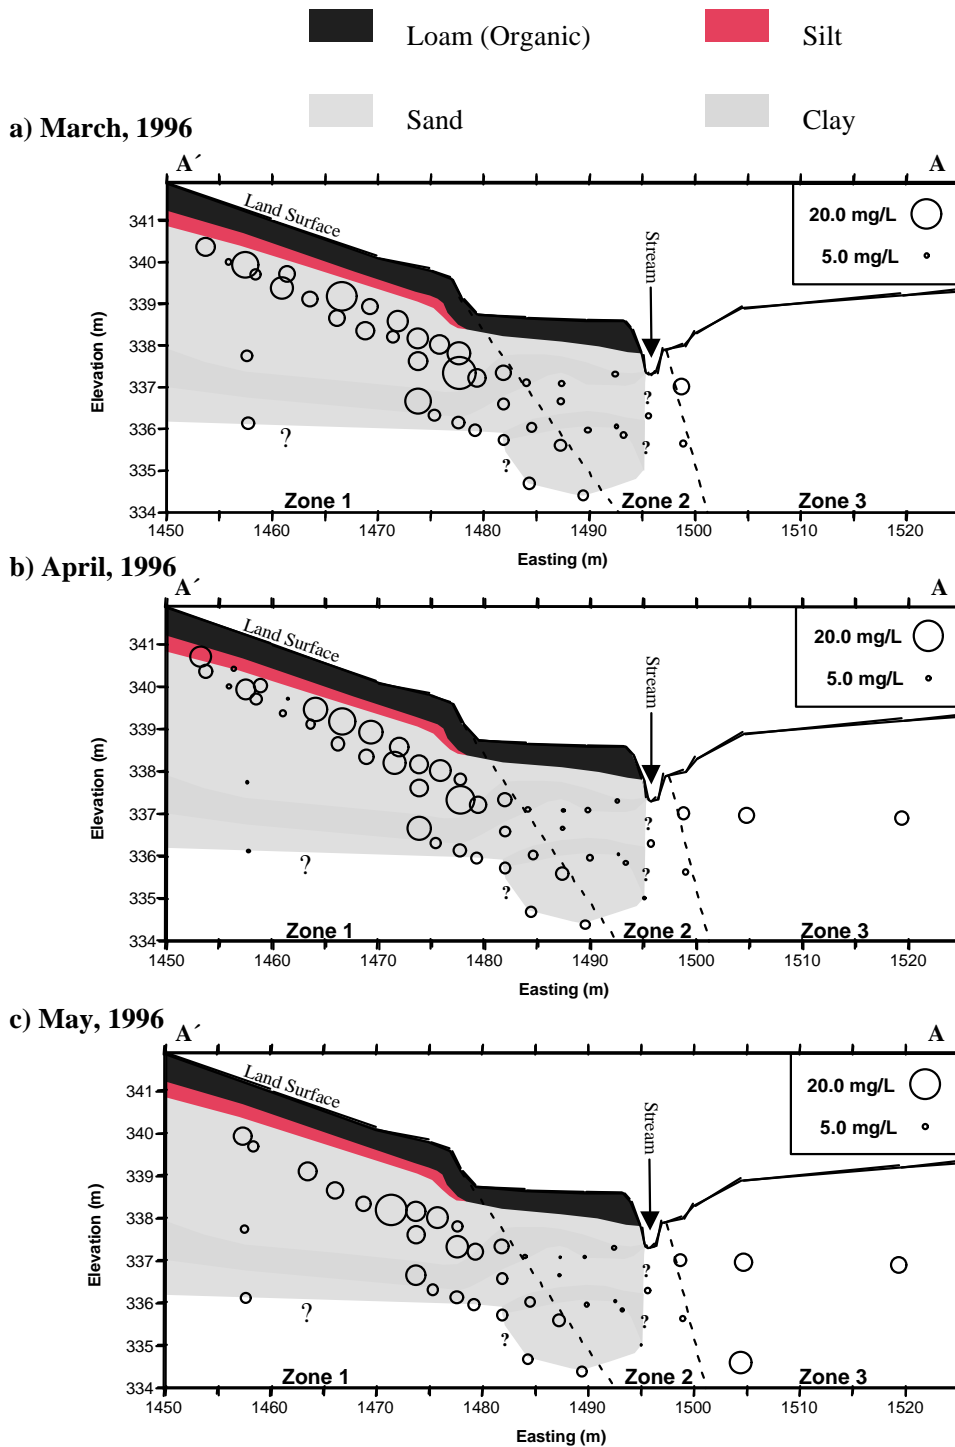 Loam (Organic) Silt
Sand Clay
a) March, 1996
A´ A
Land Surface
Stream
20.0 mg/L
5.0 mg/L
341
340
339
338
337
336
335
334
Elevation (m)
?
?
?
?
Zone 1 Zone 2 Zone 3
1450 1460 1470 1480 1490 1500 1510 1520
Easting (m)
b) April, 1996
A´ A
Land Surface
Stream
20.0 mg/L
5.0 mg/L
341
340
339
338
337
336
335
334
Elevation (m)
?
?
?
?
Zone 1 Zone 2 Zone 3
1450 1460 1470 1480 1490 1500 1510 1520
Easting (m)
c) May, 1996
A´ A
Land Surface
Stream
20.0 mg/L
5.0 mg/L
341
340
339
338
337
336
335
334
Elevation (m)
?
?
?
?
Zone 1 Zone 2 Zone 3
1450 1460 1470 1480 1490 1500 1510 1520
Easting (m)